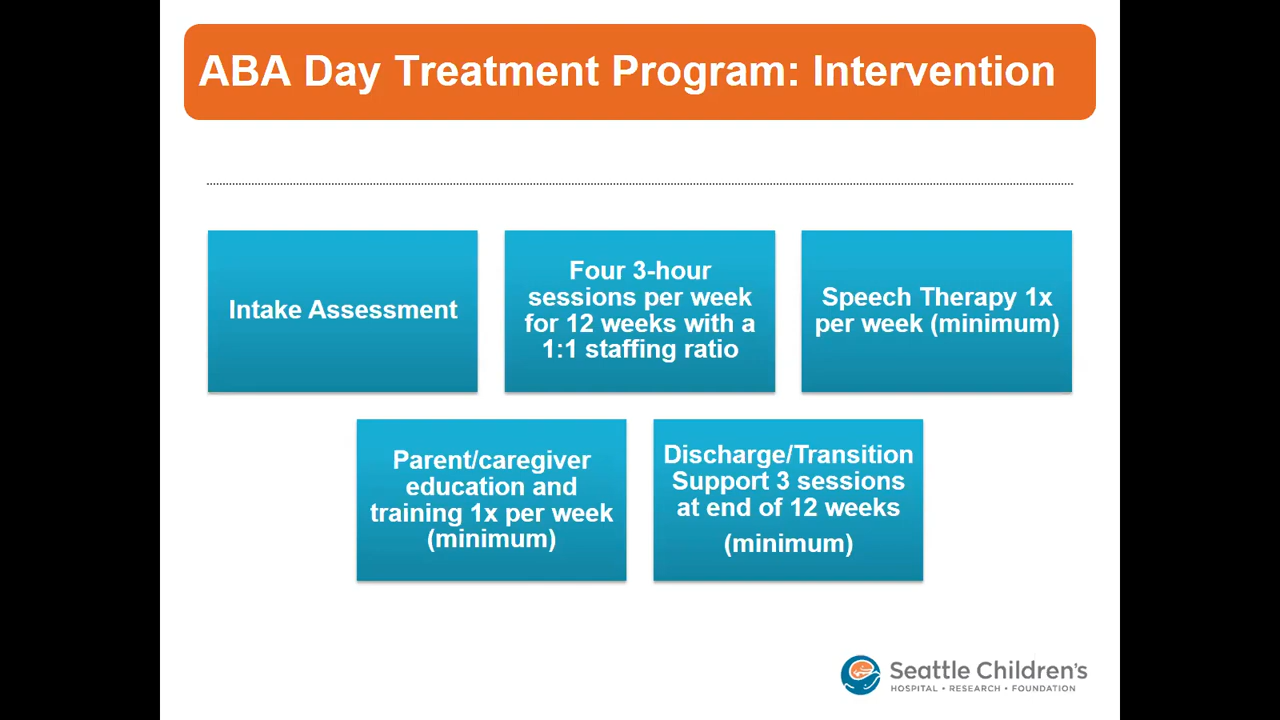 ABA Day Treatment Program: Intervention
Intake Assessment
Four 3-hour
sessions per week
for 12 weeks with a
1:1 staffing ratio
Speech Therapy 1x
per week (minimum)
Parent/caregiver
education and
training 1x per week
(minimum)
Discharge/Transition
Support 3 sessions
at end of 12 weeks
(minimum)
Seattle Children's
HOSPITAL • RESEARCH • FOUNDATION